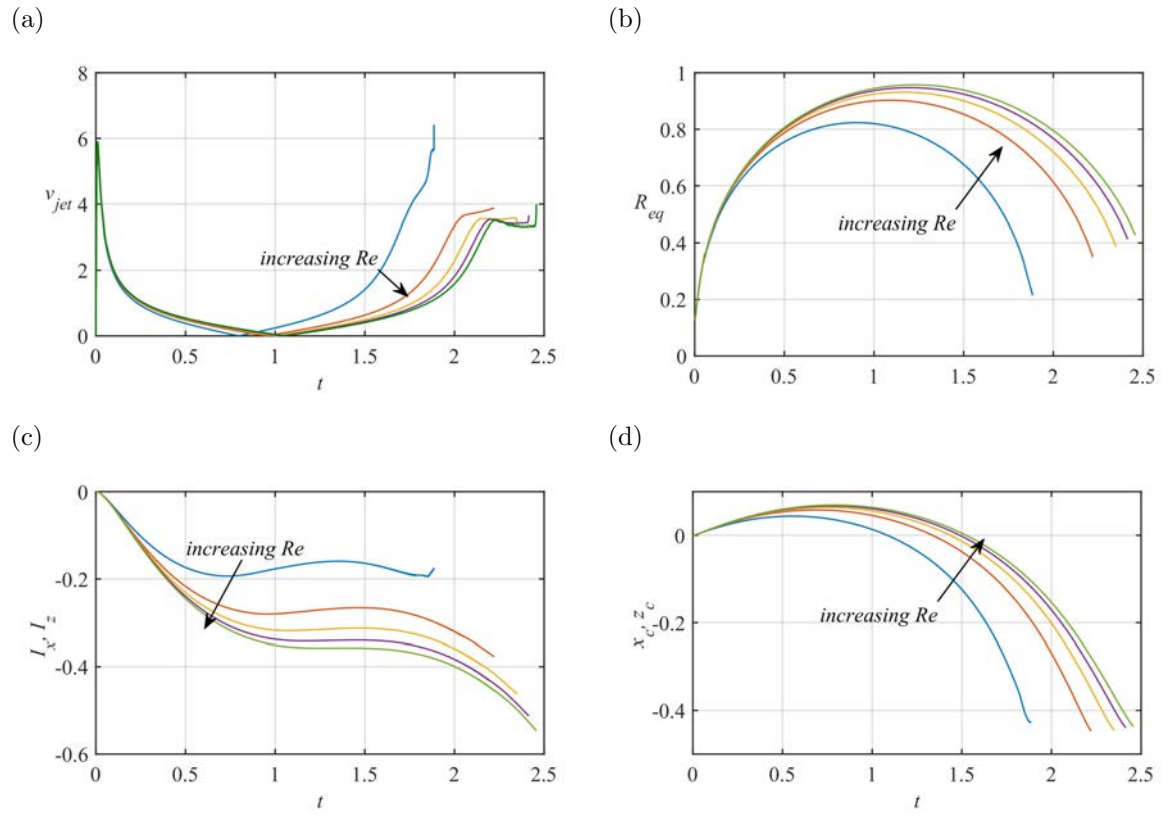 (a)
8
6
4
2
0
v_jet
increasing Re
0 0.5 1 1.5 2 2.5
t
(b)
1
0.8
0.6
0.4
0.2
0
R_eq
increasing Re
0 0.5 1 1.5 2 2.5
(c)
0
-0.2
-0.4
-0.6
I_x, I_z
increasing Re
0 0.5 1 1.5 2 2.5
t
(d)
0
-0.2
-0.4
x_c, z_c
increasing Re
0 0.5 1 1.5 2 2.5
t